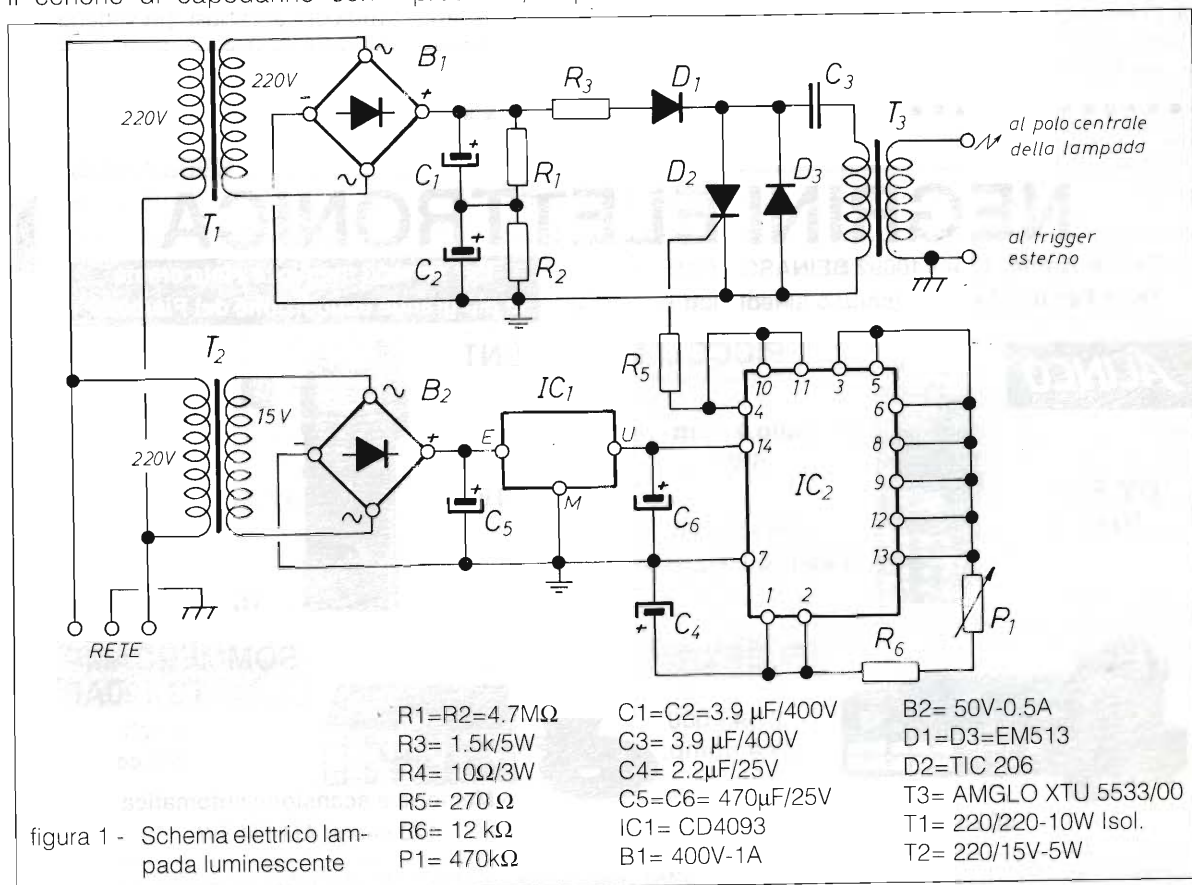 220V
220V
B1
R3
D1
C3
T3
al polo centrale
della lampada
D2
D3
C1
R1
C2
R2
T1
al trigger
esterno
T2
15V
220V
B2
IC1
E
U
M
C5
C6
R5
10
11
3
5
4
6
14
8
IC2
9
12
7
13
1
2
C4
R6
P1
RETE
R1=R2=4.7MΩ
R3= 1.5k/5W
R4= 10Ω/3W
R5= 270 Ω
R6= 12 kΩ
P1= 470kΩ
C1=C2=3.9 µF/400V
C3= 3.9 µF/400V
C4= 2.2µF/25V
C5=C6= 470µF/25V
IC1= CD4093
B1= 400V-1A
B2= 50V-0.5A
D1=D3=EM513
D2=TIC 206
T3= AMGLO XTU 5533/00
T1= 220/220-10W Isol.
T2= 220/15V-5W
figura 1 - Schema elettrico lam-
pada luminescente